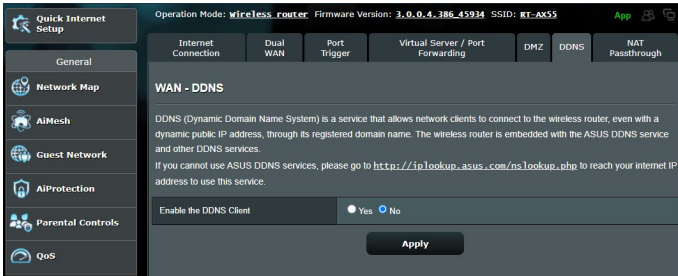 Quick Internet
Setup
Operation Mode: Wireless router Firmware Version: 3.0.0.4.386_45934 SSID: RT-AX55
App
Internet
Connection
Dual
WAN
Port
Trigger
Virtual Server / Port
Forwarding
DMZ
DDNS
NAT
Passthrough
General
Network Map
AiMesh
Guest Network
AiProtection
Parental Controls
QoS
WAN - DDNS
DDNS (Dynamic Domain Name System) is a service that allows network clients to connect to the wireless router, even with a
dynamic public IP address, through its registered domain name. The wireless router is embedded with the ASUS DDNS service
and other DDNS services.
If you cannot use ASUS DDNS services, please go to http://iplookup.asus.com/nslookup.php to reach your internet IP
address to use this service.
Enable the DDNS Client
Yes No
Apply